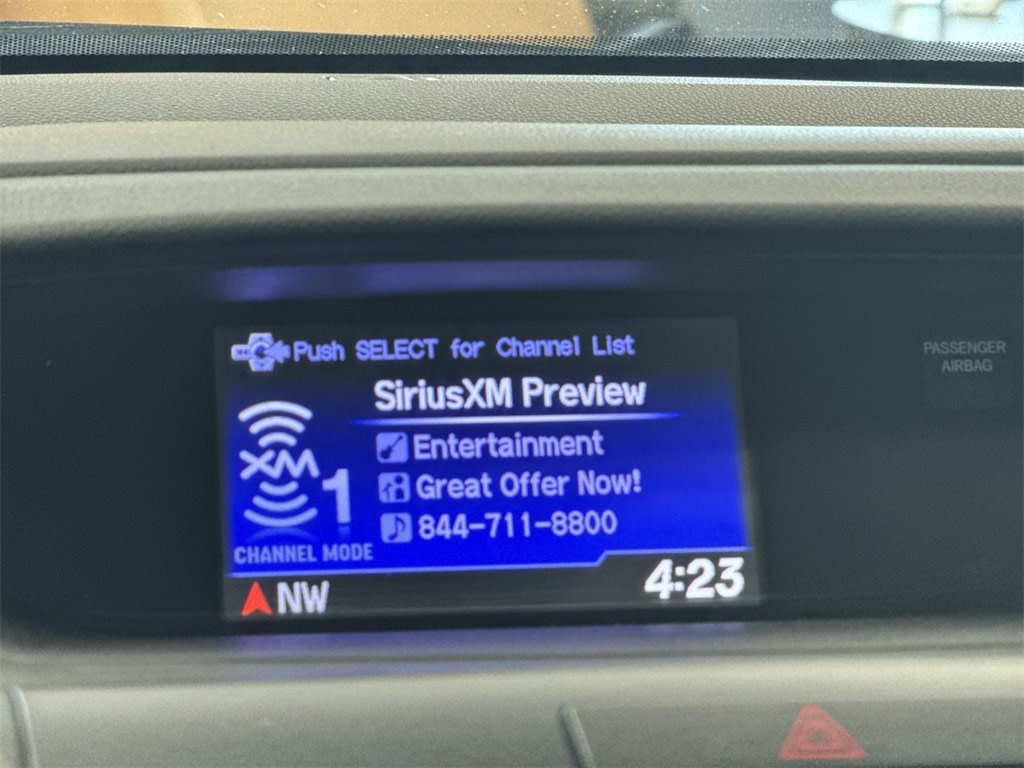 Push SELECT for Channel List
SiriusXM Preview
Entertainment
Great Offer Now!
844-711-8800
XM 1
CHANNEL MODE
NW
4:23
PASSENGER
AIRBAG